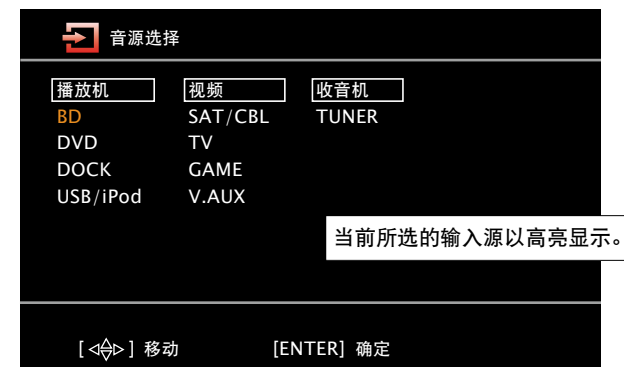 音源选择
播放机 视频 收音机
BD SAT/CBL TUNER
DVD TV
DOCK GAME
USB/iPod V.AUX
当前所选的输入源以高亮显示。
[ ◁△▽▷ ] 移动 [ENTER] 确定